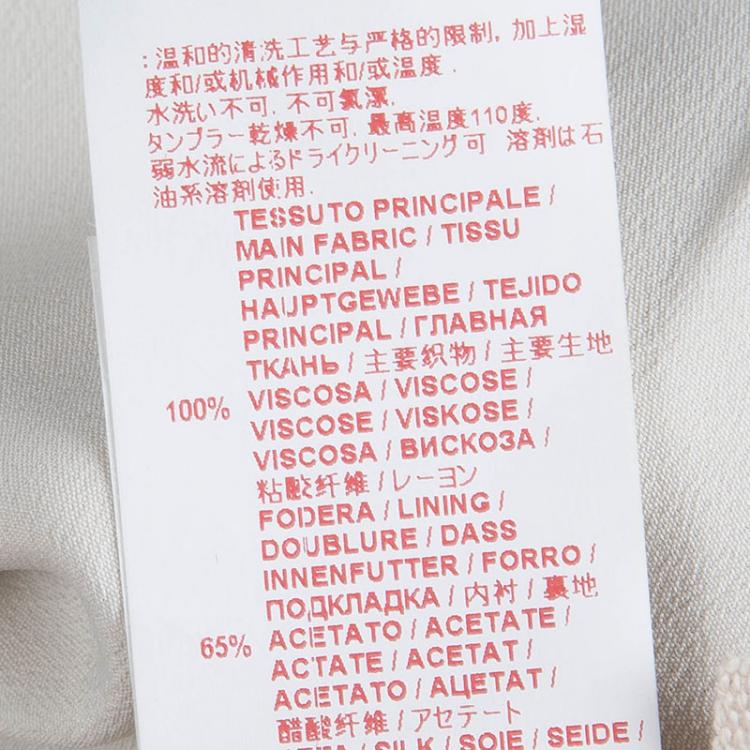 :温和的清洗工艺与严格的限制, 加上湿
度和/或机械作用和/或温度.
水洗い不可. 不可氯漂.
タンブラー乾燥不可. 最高温度110度.
弱水流によるドライクリーニング可 溶剤は石
油系溶剤使用.
TESSUTO PRINCIPALE /
MAIN FABRIC / TISSU
PRINCIPAL /
HAUPTGEWEBE / TEJIDO
PRINCIPAL / ГЛАВНАЯ
ТКАНЬ / 主要织物 / 主要生地
100% VISCOSA / VISCOSE /
VISCOSE / VISKOSE /
VISCOSA / ВИСКОЗА /
粘胶纤维 / レーヨン
FODERA / LINING /
DOUBLURE / DASS
INNENFUTTER / FORRO /
ПОДКЛАДКА / 内衬 / 裏地
65% ACETATO / ACETATE /
ACTATE / ACETAT /
ACETATO / АЦЕТАТ /
醋酸纤维 / アセテート
/ SILK / SOIE / SEIDE /